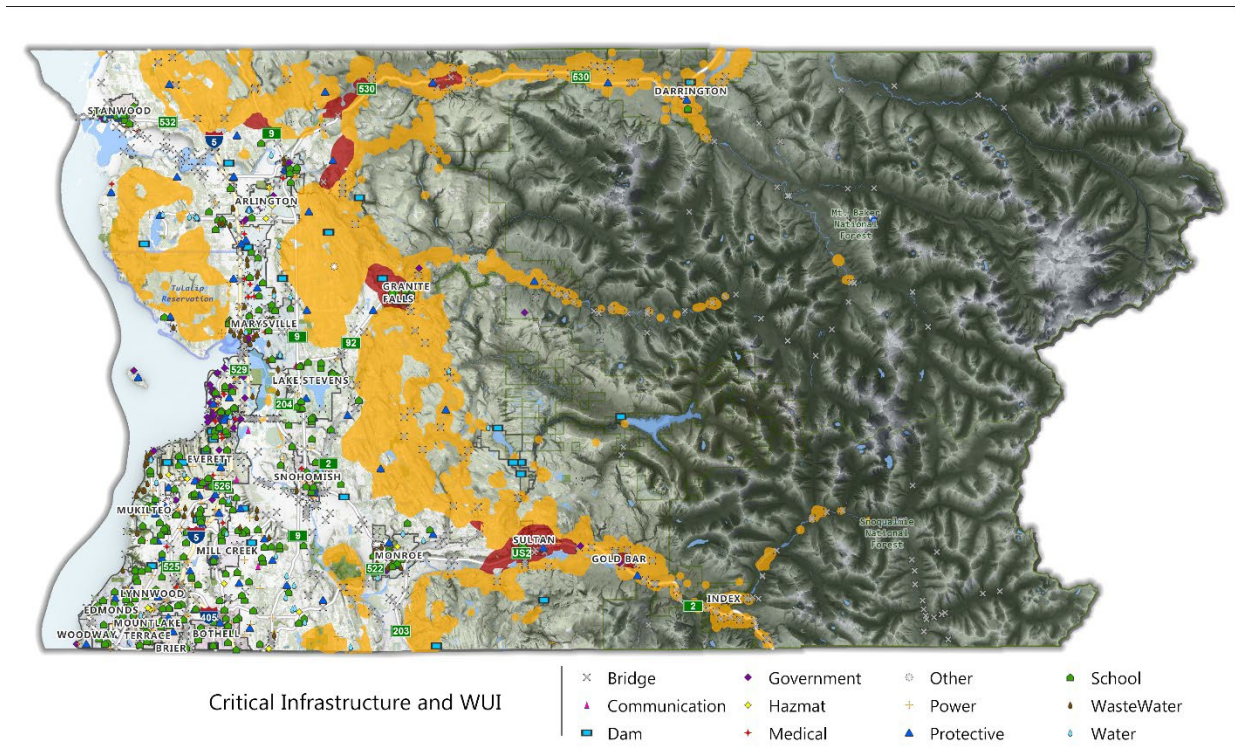 530
DARRINGTON
530
STANWOOD
532
9
5
ARLINGTON
Mt. Baker
National
Forest
Tulalip
Reservation
GRANITE
FALLS
MARYSVILLE
9
92
529
LAKE STEVENS
204
EVERETT
2
SNOHOMISH
526
MUKILTEO
Snoqualmie
National
Forest
5
9
SULTAN
US2
MILL CREEK
MONROE
GOLD BAR
525
522
LYNNWOOD
INDEX
2
EDMONDS
405
MOUNTLAKE
TERRACE
WOODWAY
BOTHELL
203
BRIER
Critical Infrastructure and WUI
Bridge
Government
Other
School
Communication
Hazmat
Power
WasteWater
Dam
Medical
Protective
Water